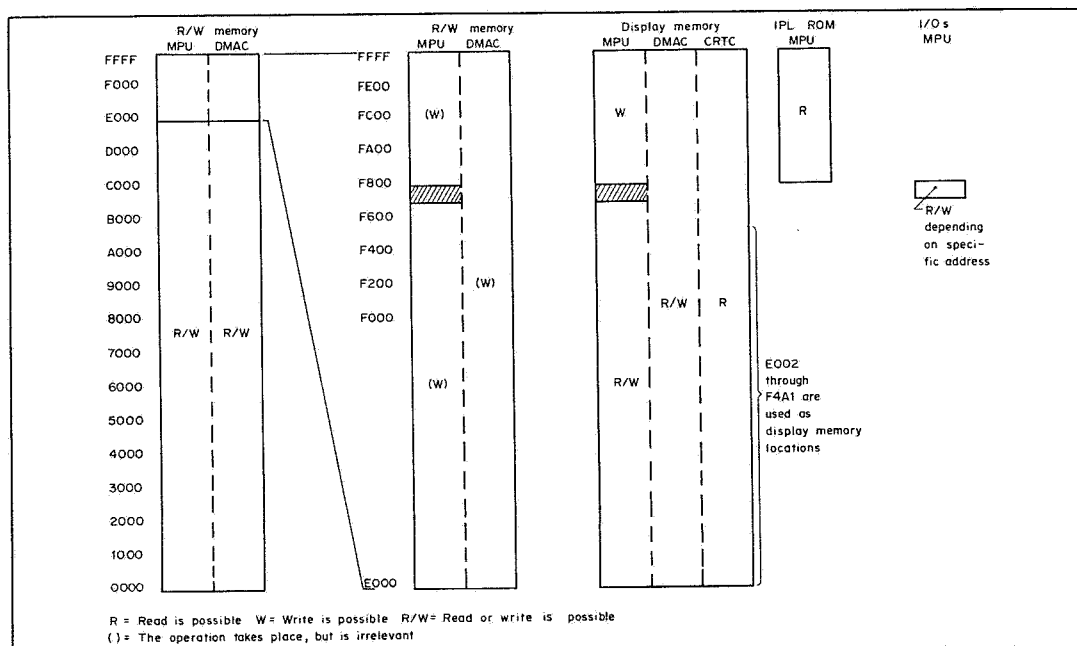 R/W memory
MPU DMAC
FFFF
F000
E000
D000
C000
B000
A000
9000
8000
7000
6000
5000
4000
3000
2000
1000
0000
R/W R/W
R/W memory
MPU DMAC
FFFF
FE00
FC00
FA00
F800
F600
F400
F200
F000
E000
(W)
(W)
(W)
Display memory
MPU DMAC CRTC
W
R/W R
R/W
IPL ROM
MPU
R
I/Os
MPU
R/W
depending
on speci-
fic address
E002
through
F4A1 are
used as
display memory
locations
R = Read is possible W = Write is possible R/W= Read or write is possible
( )= The operation takes place, but is irrelevant